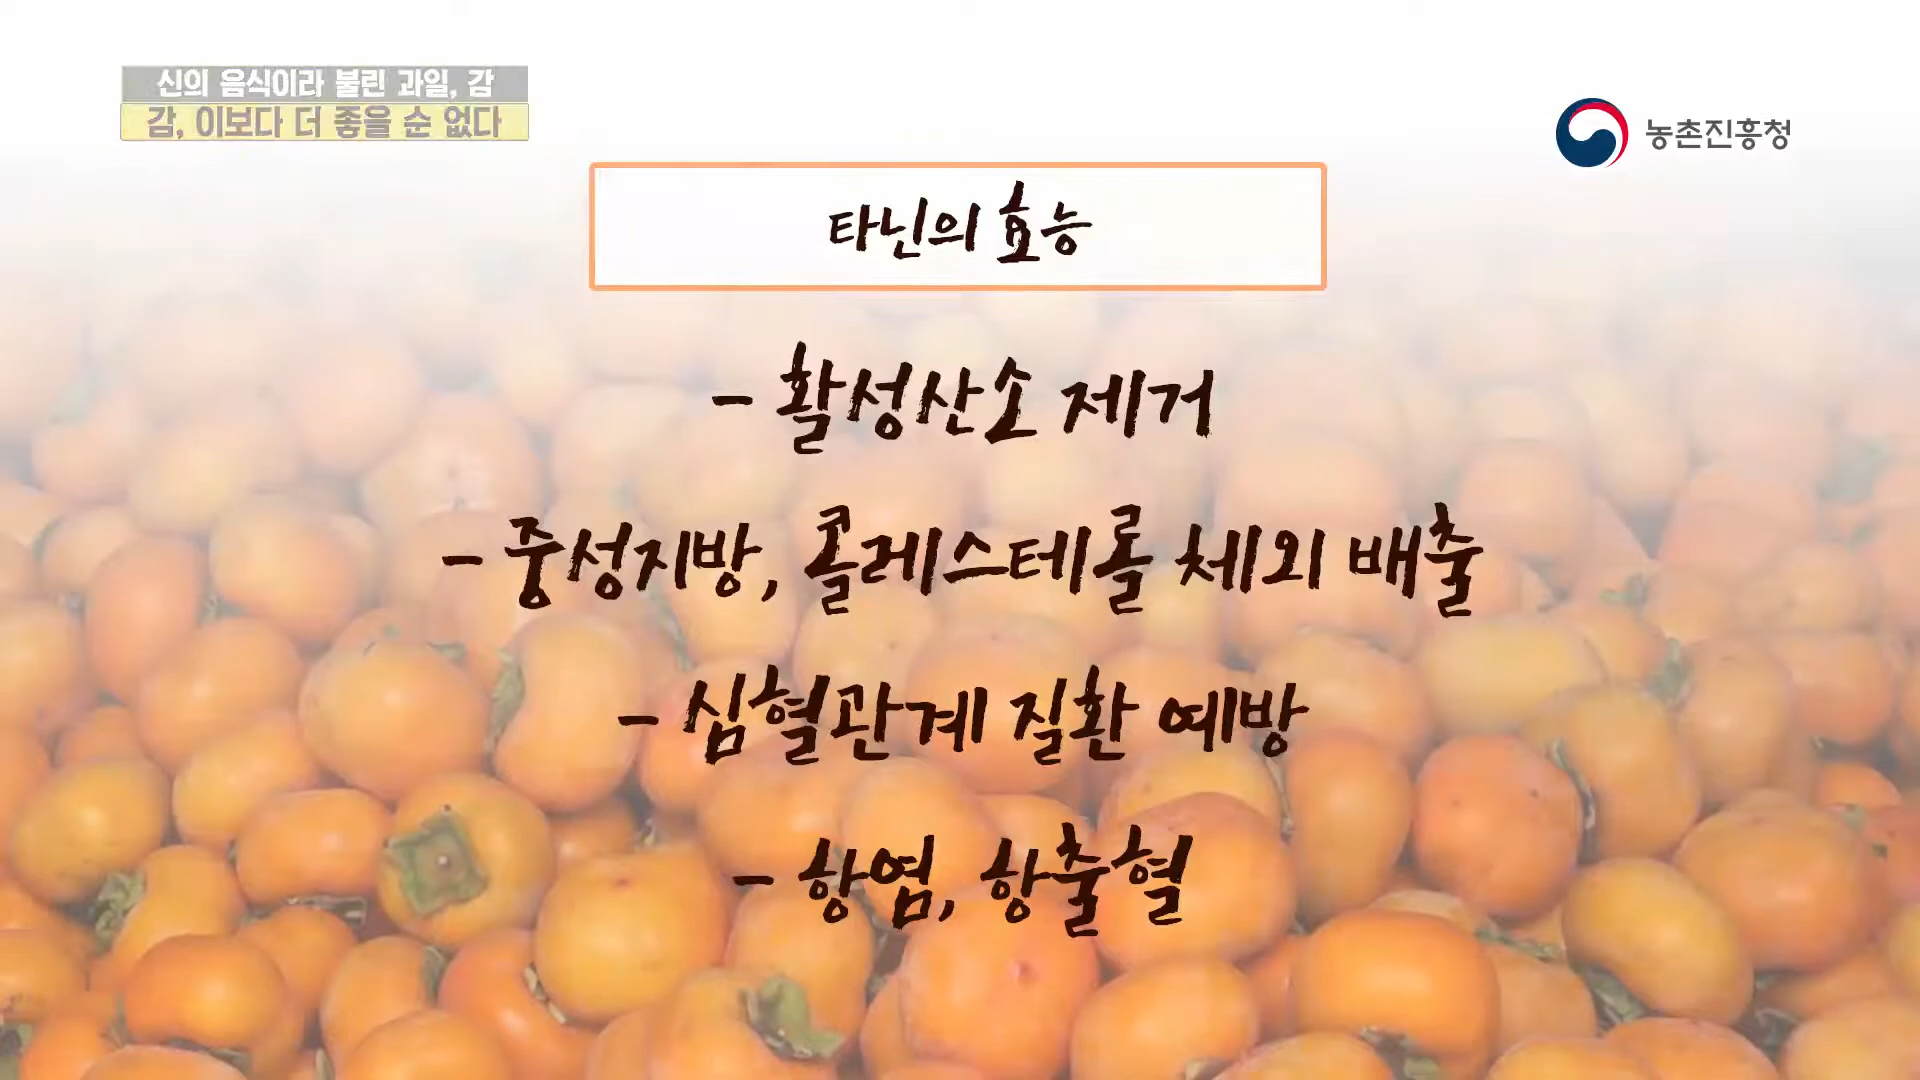 신의 음식이라 불린 과일, 감
감, 이보다 더 좋을 순 없다
농촌진흥청
타닌의 효능
- 활성산소 제거
- 중성지방, 콜레스테롤 체외 배출
- 심혈관계 질환 예방
- 항염, 항출혈